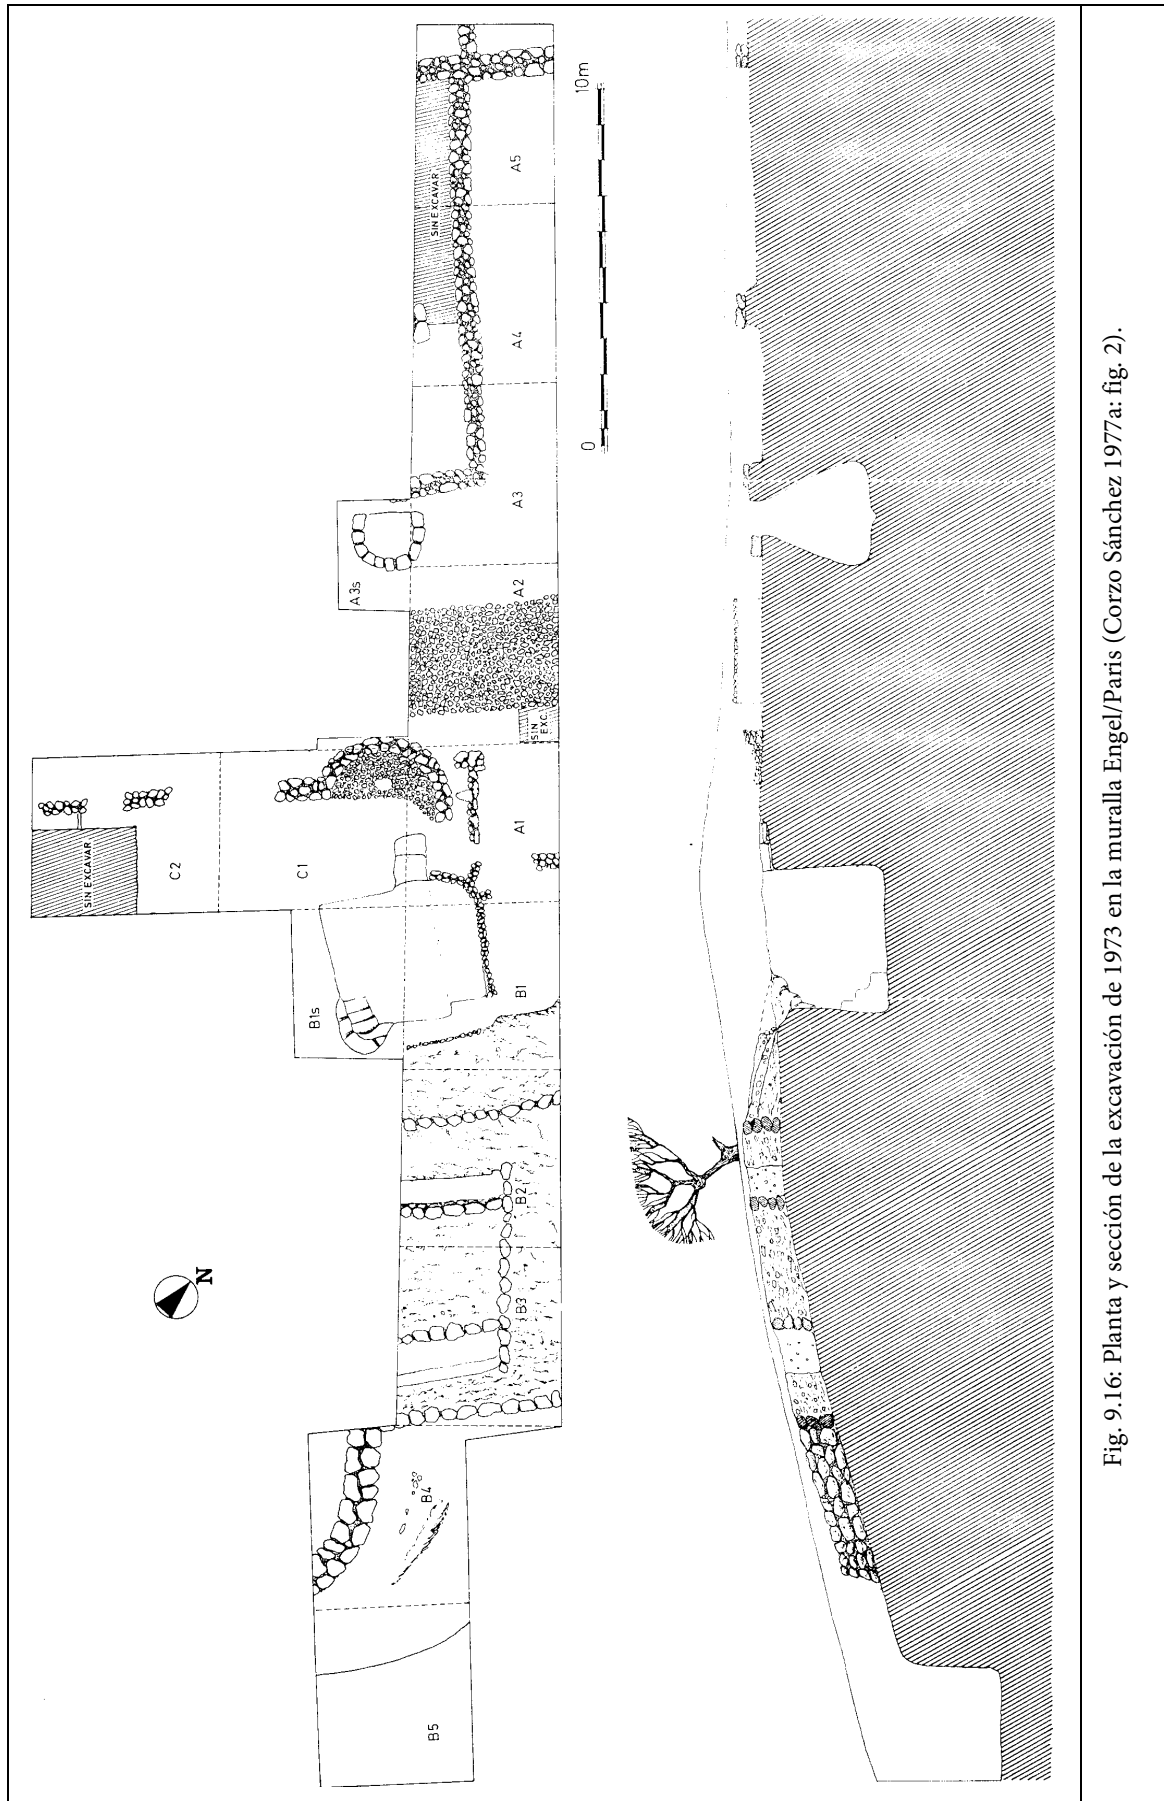 SIN EXCAVAR
C2
C1
SIN EXCAVAR
A5
A4
A3
A3s
A2
SIN
EXC.
A1
B1
B1s
B2
B3
B4
B5
N
0
10m
Fig. 9.16: Planta y sección de la excavación de 1973 en la muralla Engel/Paris (Corzo Sánchez 1977a: fig. 2).